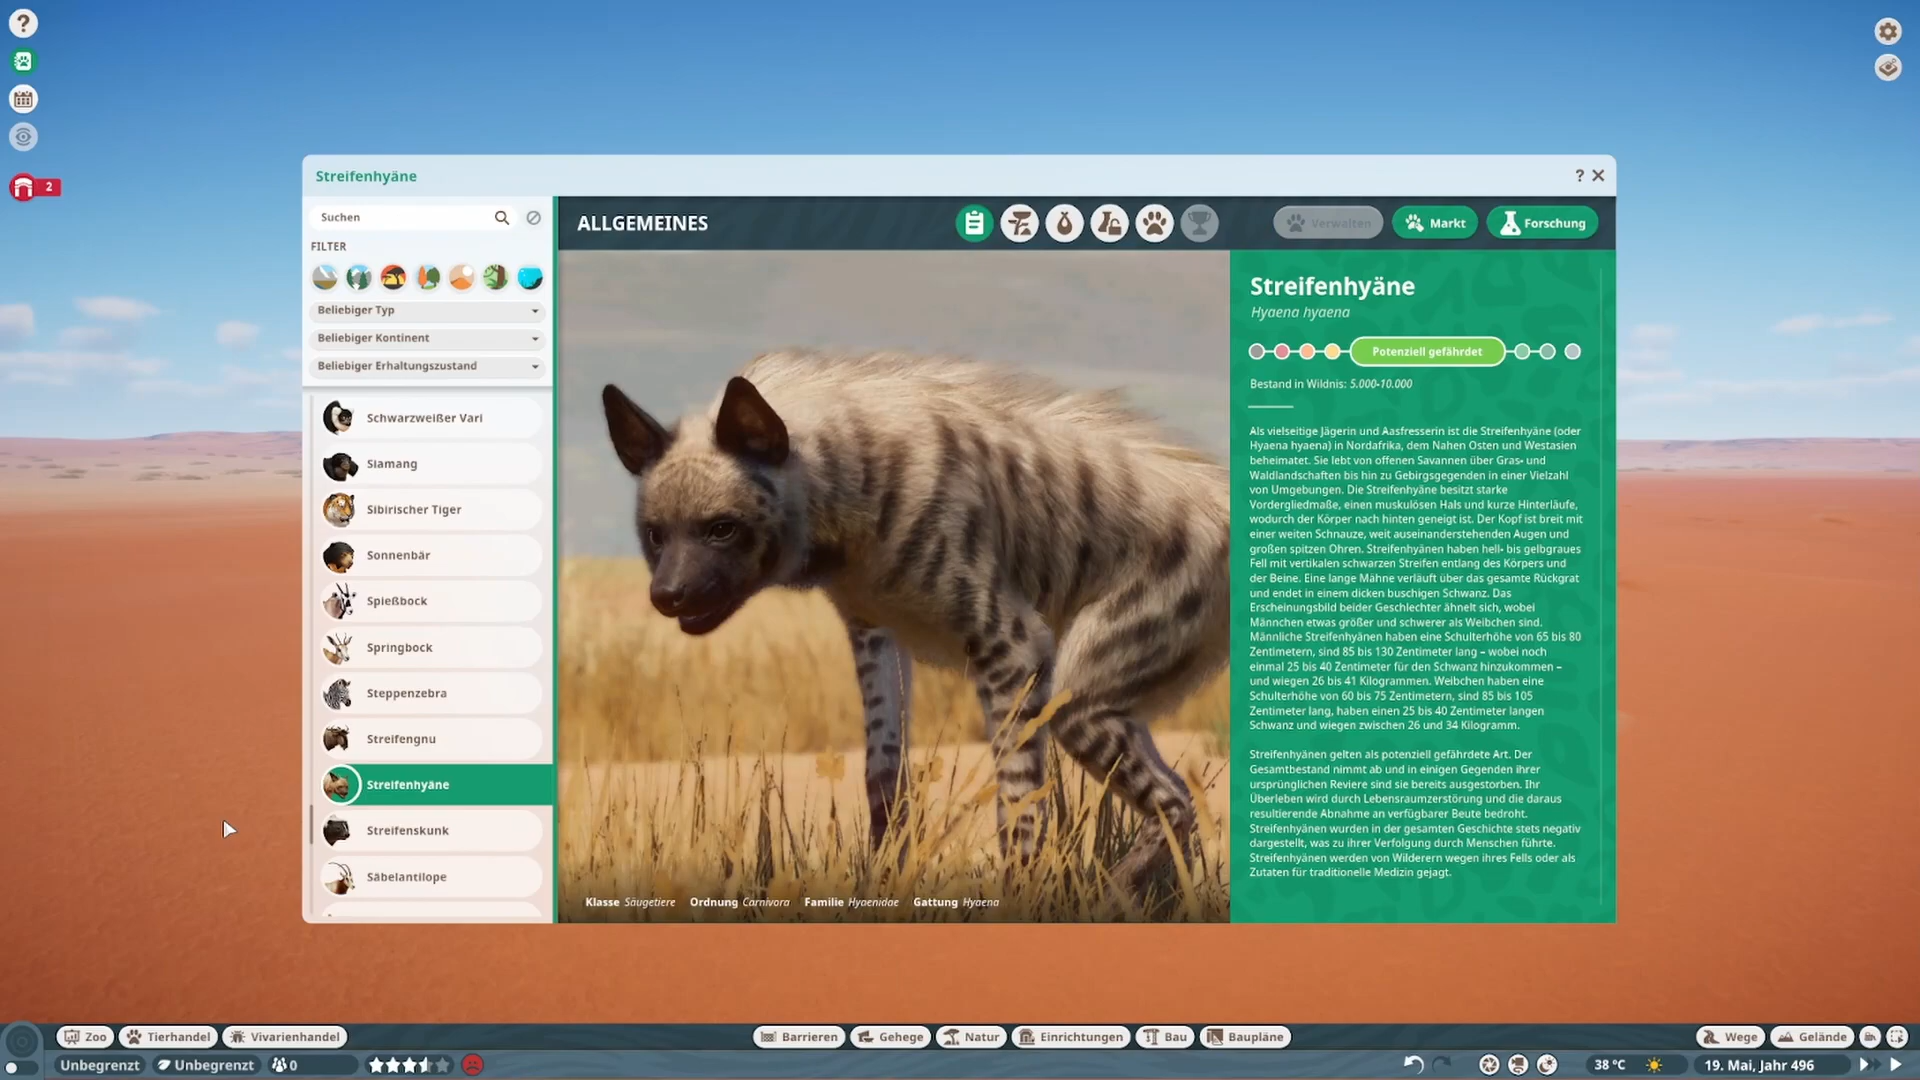 ?
2
Streifenhyäne
?
Suchen
FILTER
Beliebiger Typ
Beliebiger Kontinent
Beliebiger Erhaltungszustand
Schwarzweißer Vari
Siamang
Sibirischer Tiger
Sonnenbär
Spießbock
Springbock
Steppenzebra
Streifengnu
Streifenhyäne
Streifenskunk
Säbelantilope
ALLGEMEINES
Verwalten
Markt
Forschung
Klasse Säugetiere Ordnung Carnivora Familie Hyaenidae Gattung Hyaena
Streifenhyäne
Hyaena hyaena
Potenziell gefährdet
Bestand in Wildnis: 5.000-10.000
Als vielseitige Jägerin und Aasfresserin ist die Streifenhyäne (oder
Hyaena hyaena) in Nordafrika, dem Nahen Osten und Westasien
beheimatet. Sie lebt von offenen Savannen über Gras- und
Waldlandschaften bis hin zu Gebirgsgegenden in einer Vielzahl
von Umgebungen. Die Streifenhyäne besitzt starke
Vordergliedmaße, einen muskulösen Hals und kurze Hinterläufe,
wodurch der Körper nach hinten geneigt ist. Der Kopf ist breit mit
einer weiten Schnauze, weit auseinanderstehenden Augen und
großen spitzen Ohren. Streifenhyänen haben hell- bis gelbgraues
Fell mit vertikalen schwarzen Streifen entlang des Körpers und
der Beine. Eine lange Mähne verläuft über das gesamte Rückgrat
und endet in einem dicken buschigen Schwanz. Das
Erscheinungsbild beider Geschlechter ähnelt sich, wobei
Männchen etwas größer und schwerer als Weibchen sind.
Männliche Streifenhyänen haben eine Schulterhöhe von 65 bis 80
Zentimetern, sind 85 bis 130 Zentimeter lang – wobei noch
einmal 25 bis 40 Zentimeter für den Schwanz hinzukommen –
und wiegen 26 bis 41 Kilogrammen. Weibchen haben eine
Schulterhöhe von 60 bis 75 Zentimetern, sind 85 bis 105
Zentimeter lang, haben einen 25 bis 40 Zentimeter langen
Schwanz und wiegen zwischen 26 und 34 Kilogramm.
Streifenhyänen gelten als potenziell gefährdete Art. Der
Gesamtbestand nimmt ab und in einigen Gegenden ihrer
ursprünglichen Reviere sind sie bereits ausgestorben. Ihr
Überleben wird durch Lebensraumzerstörung und die daraus
resultierende Abnahme an verfügbarer Beute bedroht.
Streifenhyänen wurden in der gesamten Geschichte stets negativ
dargestellt, was zu ihrer Verfolgung durch Menschen führte.
Streifenhyänen werden von Wilderern wegen ihres Fells oder als
Zutaten für traditionelle Medizin gejagt.
Zoo
Tierhandel
Vivarienhandel
Barrieren
Gehege
Natur
Einrichtungen
Bau
Baupläne
Wege
Gelände
Unbegrenzt
Unbegrenzt
0
38 °C
19. Mai, Jahr 496